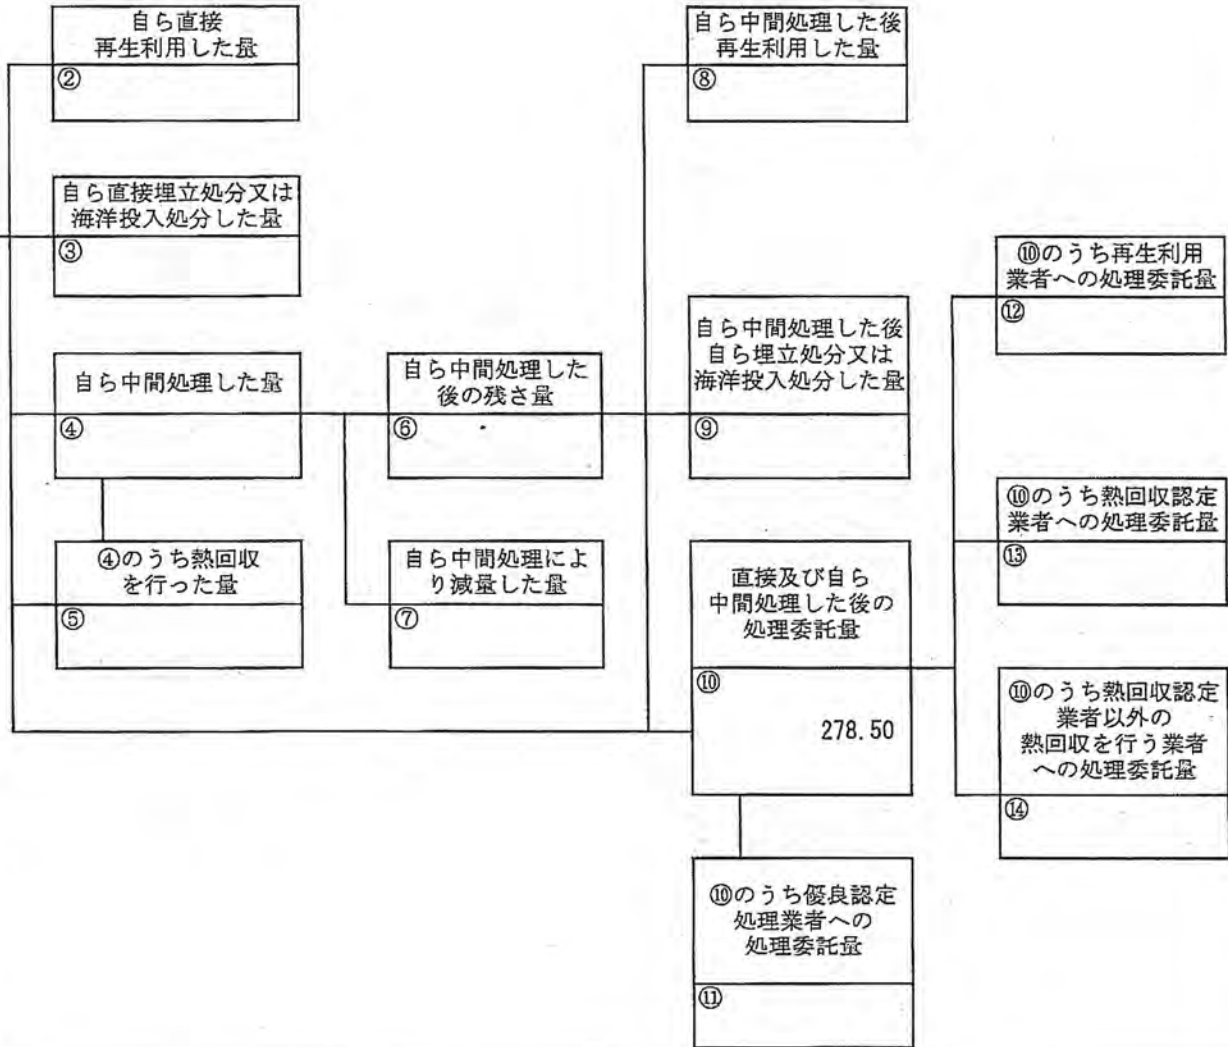 自ら直接
再生利用した量
②
自ら中間処理した後
再生利用した量
⑧
自ら直接埋立処分又は
海洋投入処分した量
③
⑩のうち再生利用
業者への処理委託量
⑫
自ら中間処理した量
④
自ら中間処理した
後の残さ量
⑥
自ら中間処理した後
自ら埋立処分又は
海洋投入処分した量
⑨
⑩のうち熱回収認定
業者への処理委託量
⑬
④のうち熱回収
を行った量
⑤
自ら中間処理によ
り減量した量
⑦
直接及び自ら
中間処理した後の
処理委託量
⑩
278.50
⑩のうち熱回収認定
業者以外の
熱回収を行う業者
への処理委託量
⑭
⑩のうち優良認定
処理業者への
処理委託量
⑪